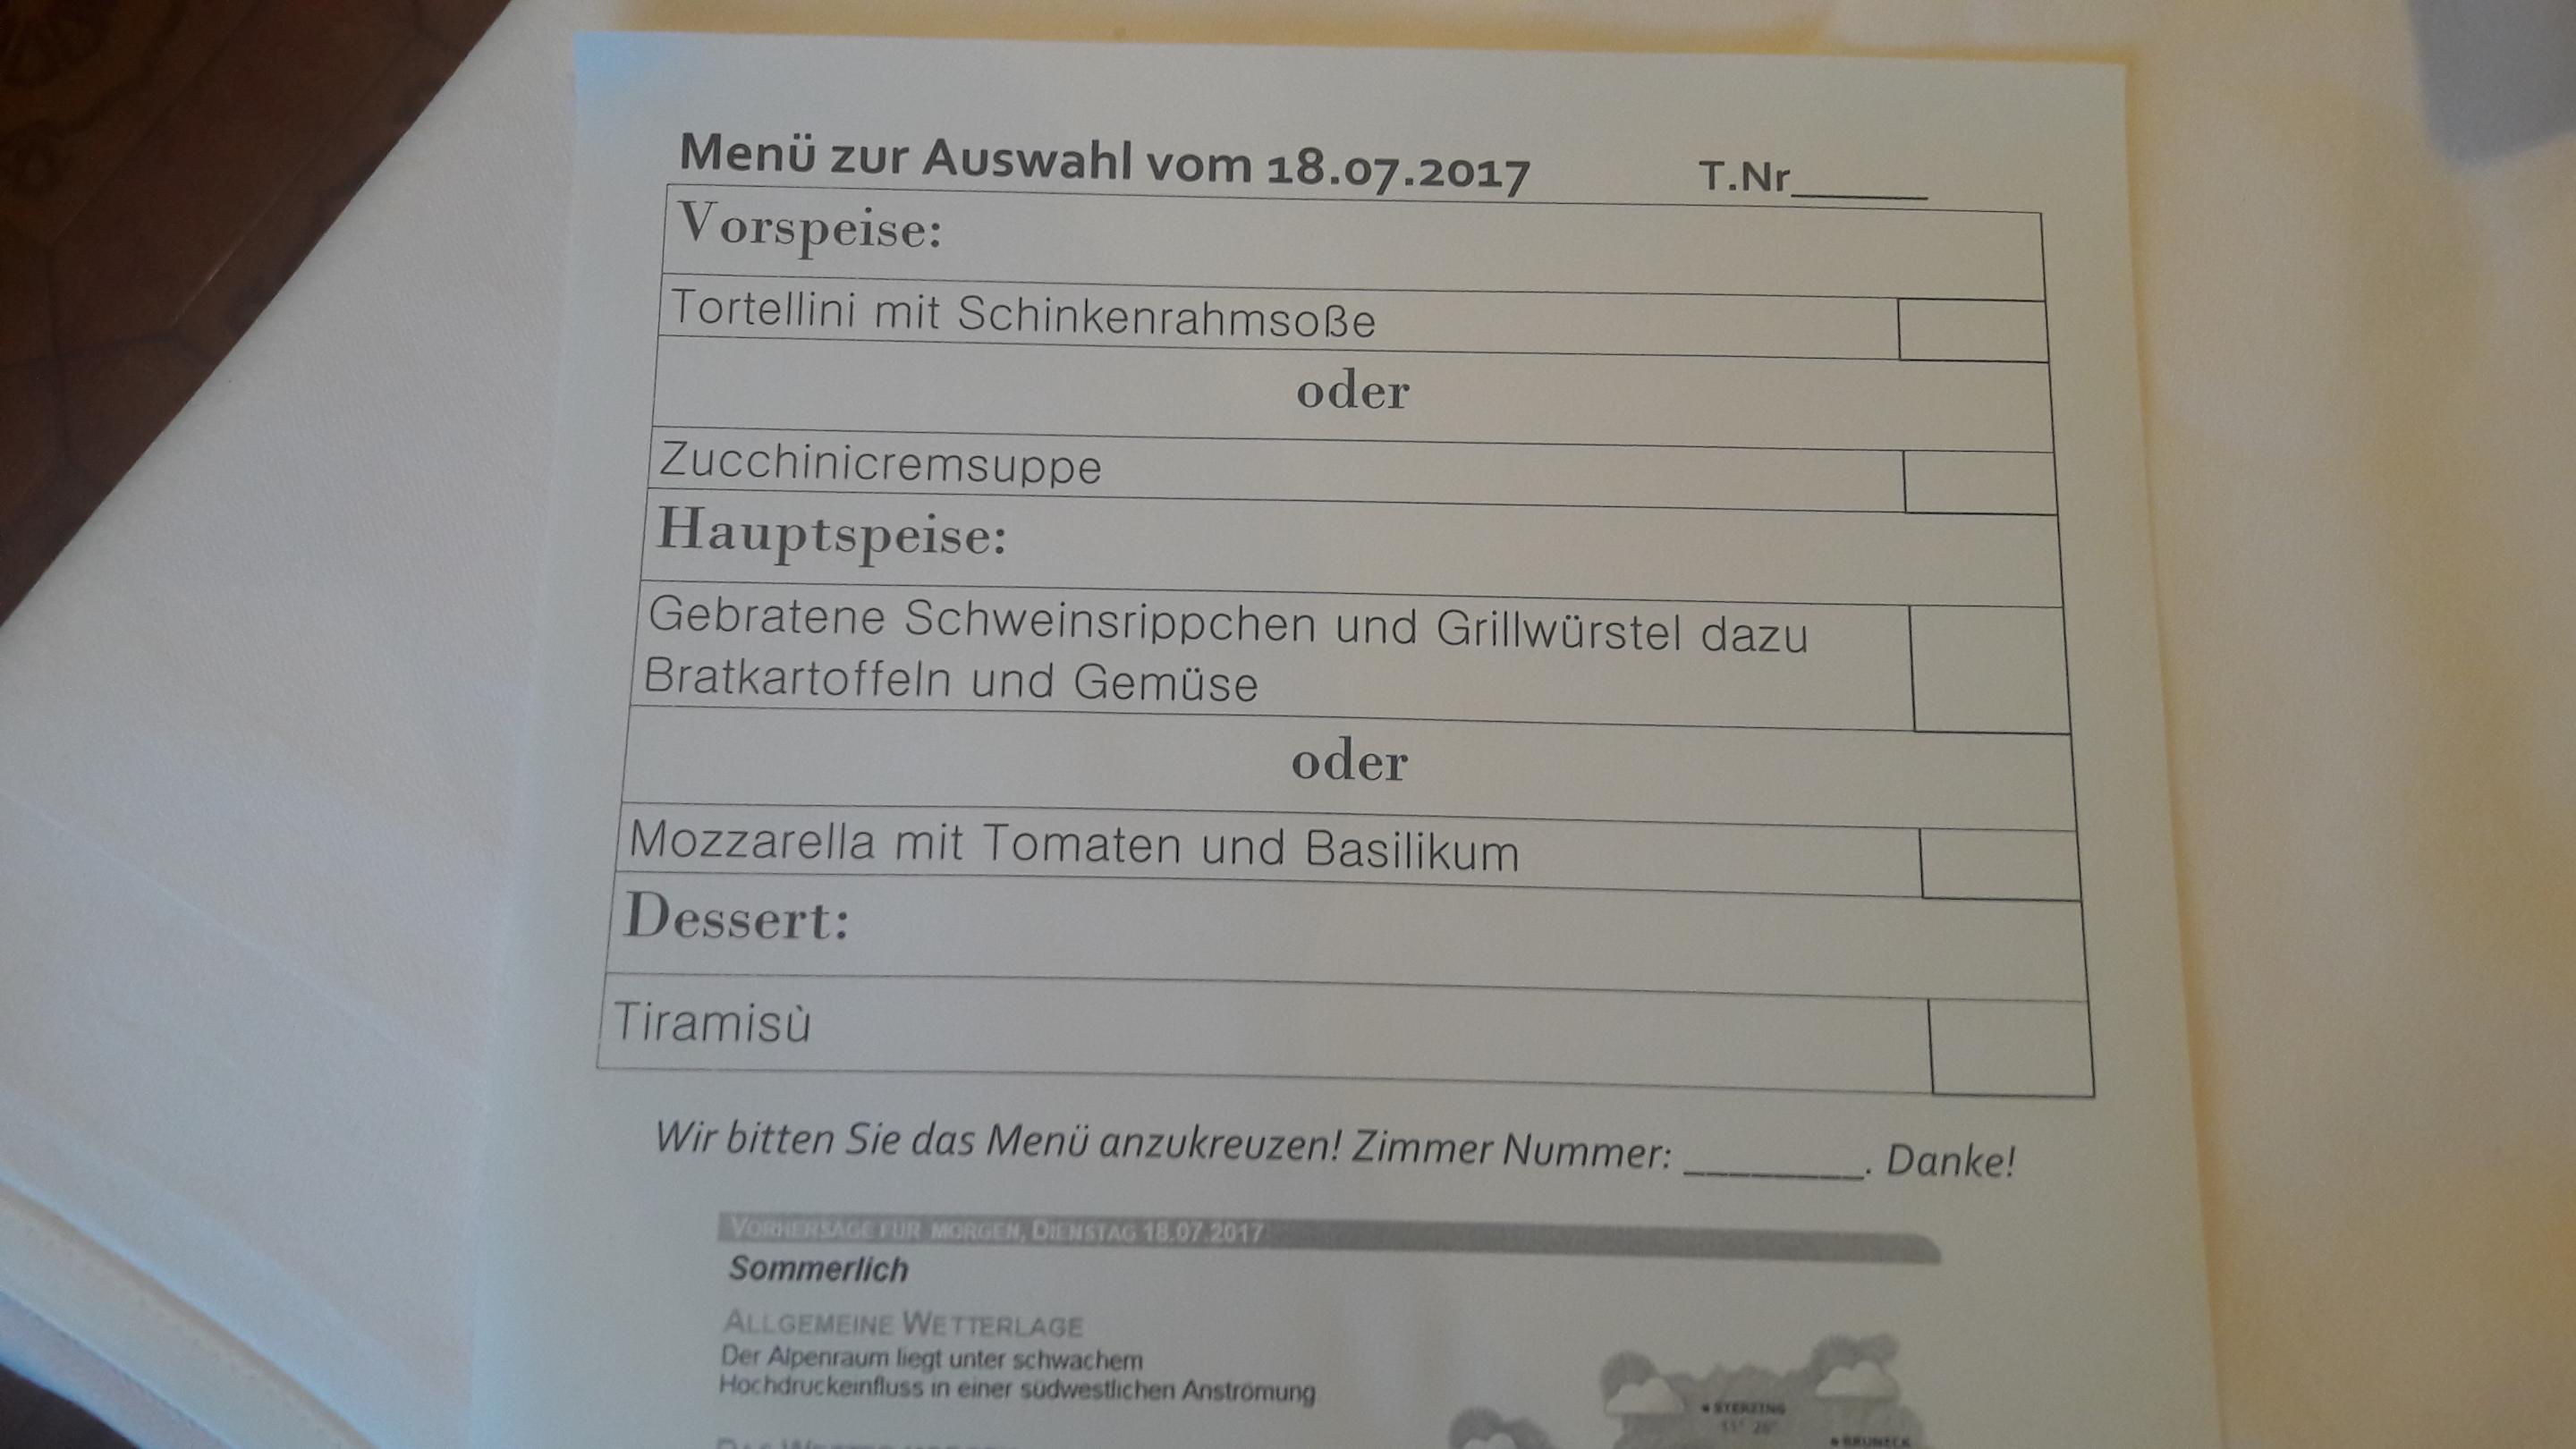 Menü zur Auswahl vom 18.07.2017 T.Nr______
Vorspeise:
Tortellini mit Schinkenrahmsoße
oder
Zucchinicremsuppe
Hauptspeise:
Gebratene Schweinsrippchen und Grillwürstel dazu
Bratkartoffeln und Gemüse
oder
Mozzarella mit Tomaten und Basilikum
Dessert:
Tiramisù
Wir bitten Sie das Menü anzukreuzen! Zimmer Nummer: ________. Danke!
VORHERSAGE FÜR MORGEN, DIENSTAG 18.07.2017
Sommerlich
ALLGEMEINE WETTERLAGE
Der Alpenraum liegt unter schwachem
Hochdruckeinfluss in einer südwestlichen Anströmung
STERZING
BRUNECK